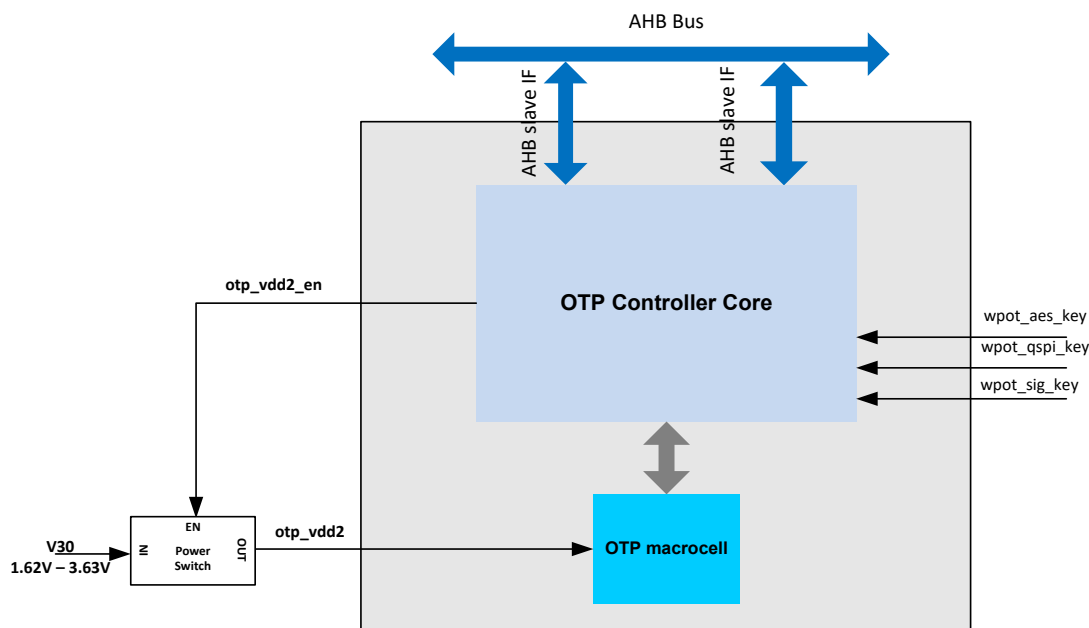 AHB Bus
AHB slave IF
AHB slave IF
otp_vdd2_en
OTP Controller Core
wpot_aes_key
wpot_qspi_key
wpot_sig_key
EN
V30
1.62V – 3.63V
IN
Power
Switch
OUT
otp_vdd2
OTP macrocell